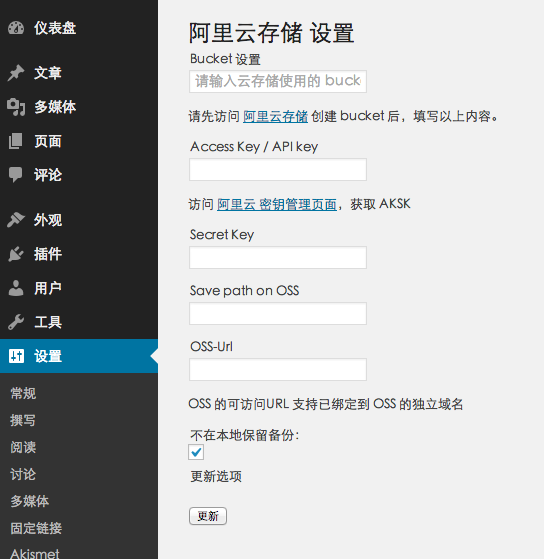 仪表盘
文章
多媒体
页面
评论
外观
插件
用户
工具
设置
常规
撰写
阅读
讨论
多媒体
固定链接
Akismet
阿里云存储 设置
Bucket 设置
请输入云存储使用的 bucke
请先访问 阿里云存储 创建 bucket 后，填写以上内容。
Access Key / API key
访问 阿里云 密钥管理页面，获取 AKSK
Secret Key
Save path on OSS
OSS-Url
OSS 的可访问URL 支持已绑定到 OSS 的独立域名
不在本地保留备份：
更新选项
更新